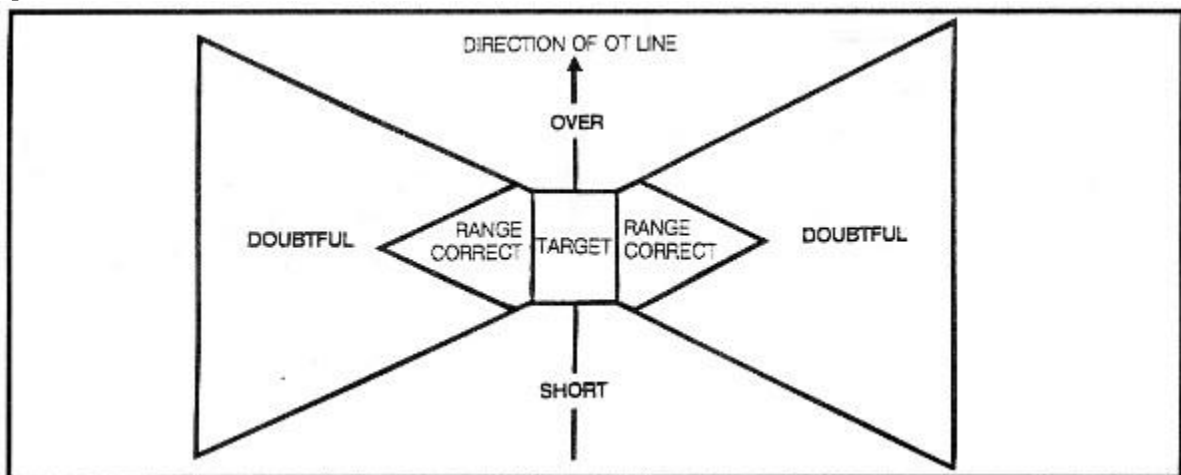 DIRECTION OF OT LINE
OVER
DOUBTFUL
RANGE
CORRECT
TARGET
RANGE
CORRECT
DOUBTFUL
SHORT